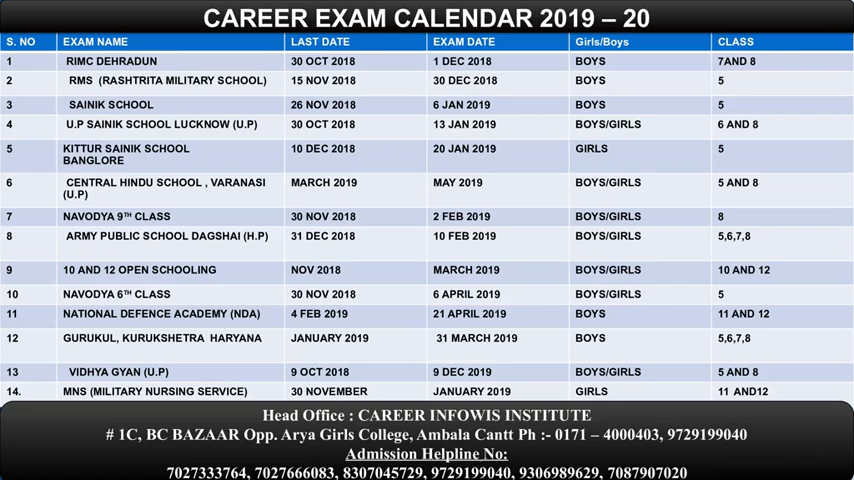 CAREER EXAM CALENDAR 2019 – 20
S. NO EXAM NAME LAST DATE EXAM DATE Girls/Boys CLASS
1 RIMC DEHRADUN 30 OCT 2018 1 DEC 2018 BOYS 7AND 8
2 RMS (RASHTRITA MILITARY SCHOOL) 15 NOV 2018 30 DEC 2018 BOYS 5
3 SAINIK SCHOOL 26 NOV 2018 6 JAN 2019 BOYS 5
4 U.P SAINIK SCHOOL LUCKNOW (U.P) 30 OCT 2018 13 JAN 2019 BOYS/GIRLS 6 AND 8
5 KITTUR SAINIK SCHOOL 10 DEC 2018 20 JAN 2019 GIRLS 5
BANGLORE
6 CENTRAL HINDU SCHOOL , VARANASI MARCH 2019 MAY 2019 BOYS/GIRLS 5 AND 8
(U.P)
7 NAVODYA 9TH CLASS 30 NOV 2018 2 FEB 2019 BOYS/GIRLS 8
8 ARMY PUBLIC SCHOOL DAGSHAI (H.P) 31 DEC 2018 10 FEB 2019 BOYS/GIRLS 5,6,7,8
9 10 AND 12 OPEN SCHOOLING NOV 2018 MARCH 2019 BOYS/GIRLS 10 AND 12
10 NAVODYA 6TH CLASS 30 NOV 2018 6 APRIL 2019 BOYS/GIRLS 5
11 NATIONAL DEFENCE ACADEMY (NDA) 4 FEB 2019 21 APRIL 2019 BOYS 11 AND 12
12 GURUKUL, KURUKSHETRA HARYANA JANUARY 2019 31 MARCH 2019 BOYS 5,6,7,8
13 VIDHYA GYAN (U.P) 9 OCT 2018 9 DEC 2019 BOYS/GIRLS 5 AND 8
14. MNS (MILITARY NURSING SERVICE) 30 NOVEMBER JANUARY 2019 GIRLS 11 AND12
Head Office : CAREER INFOWIS INSTITUTE
# 1C, BC BAZAAR Opp. Arya Girls College, Ambala Cantt Ph :- 0171 – 4000403, 9729199040
Admission Helpline No:
7027333764, 7027666083, 8307045729, 9729199040, 9306989629, 7087907020